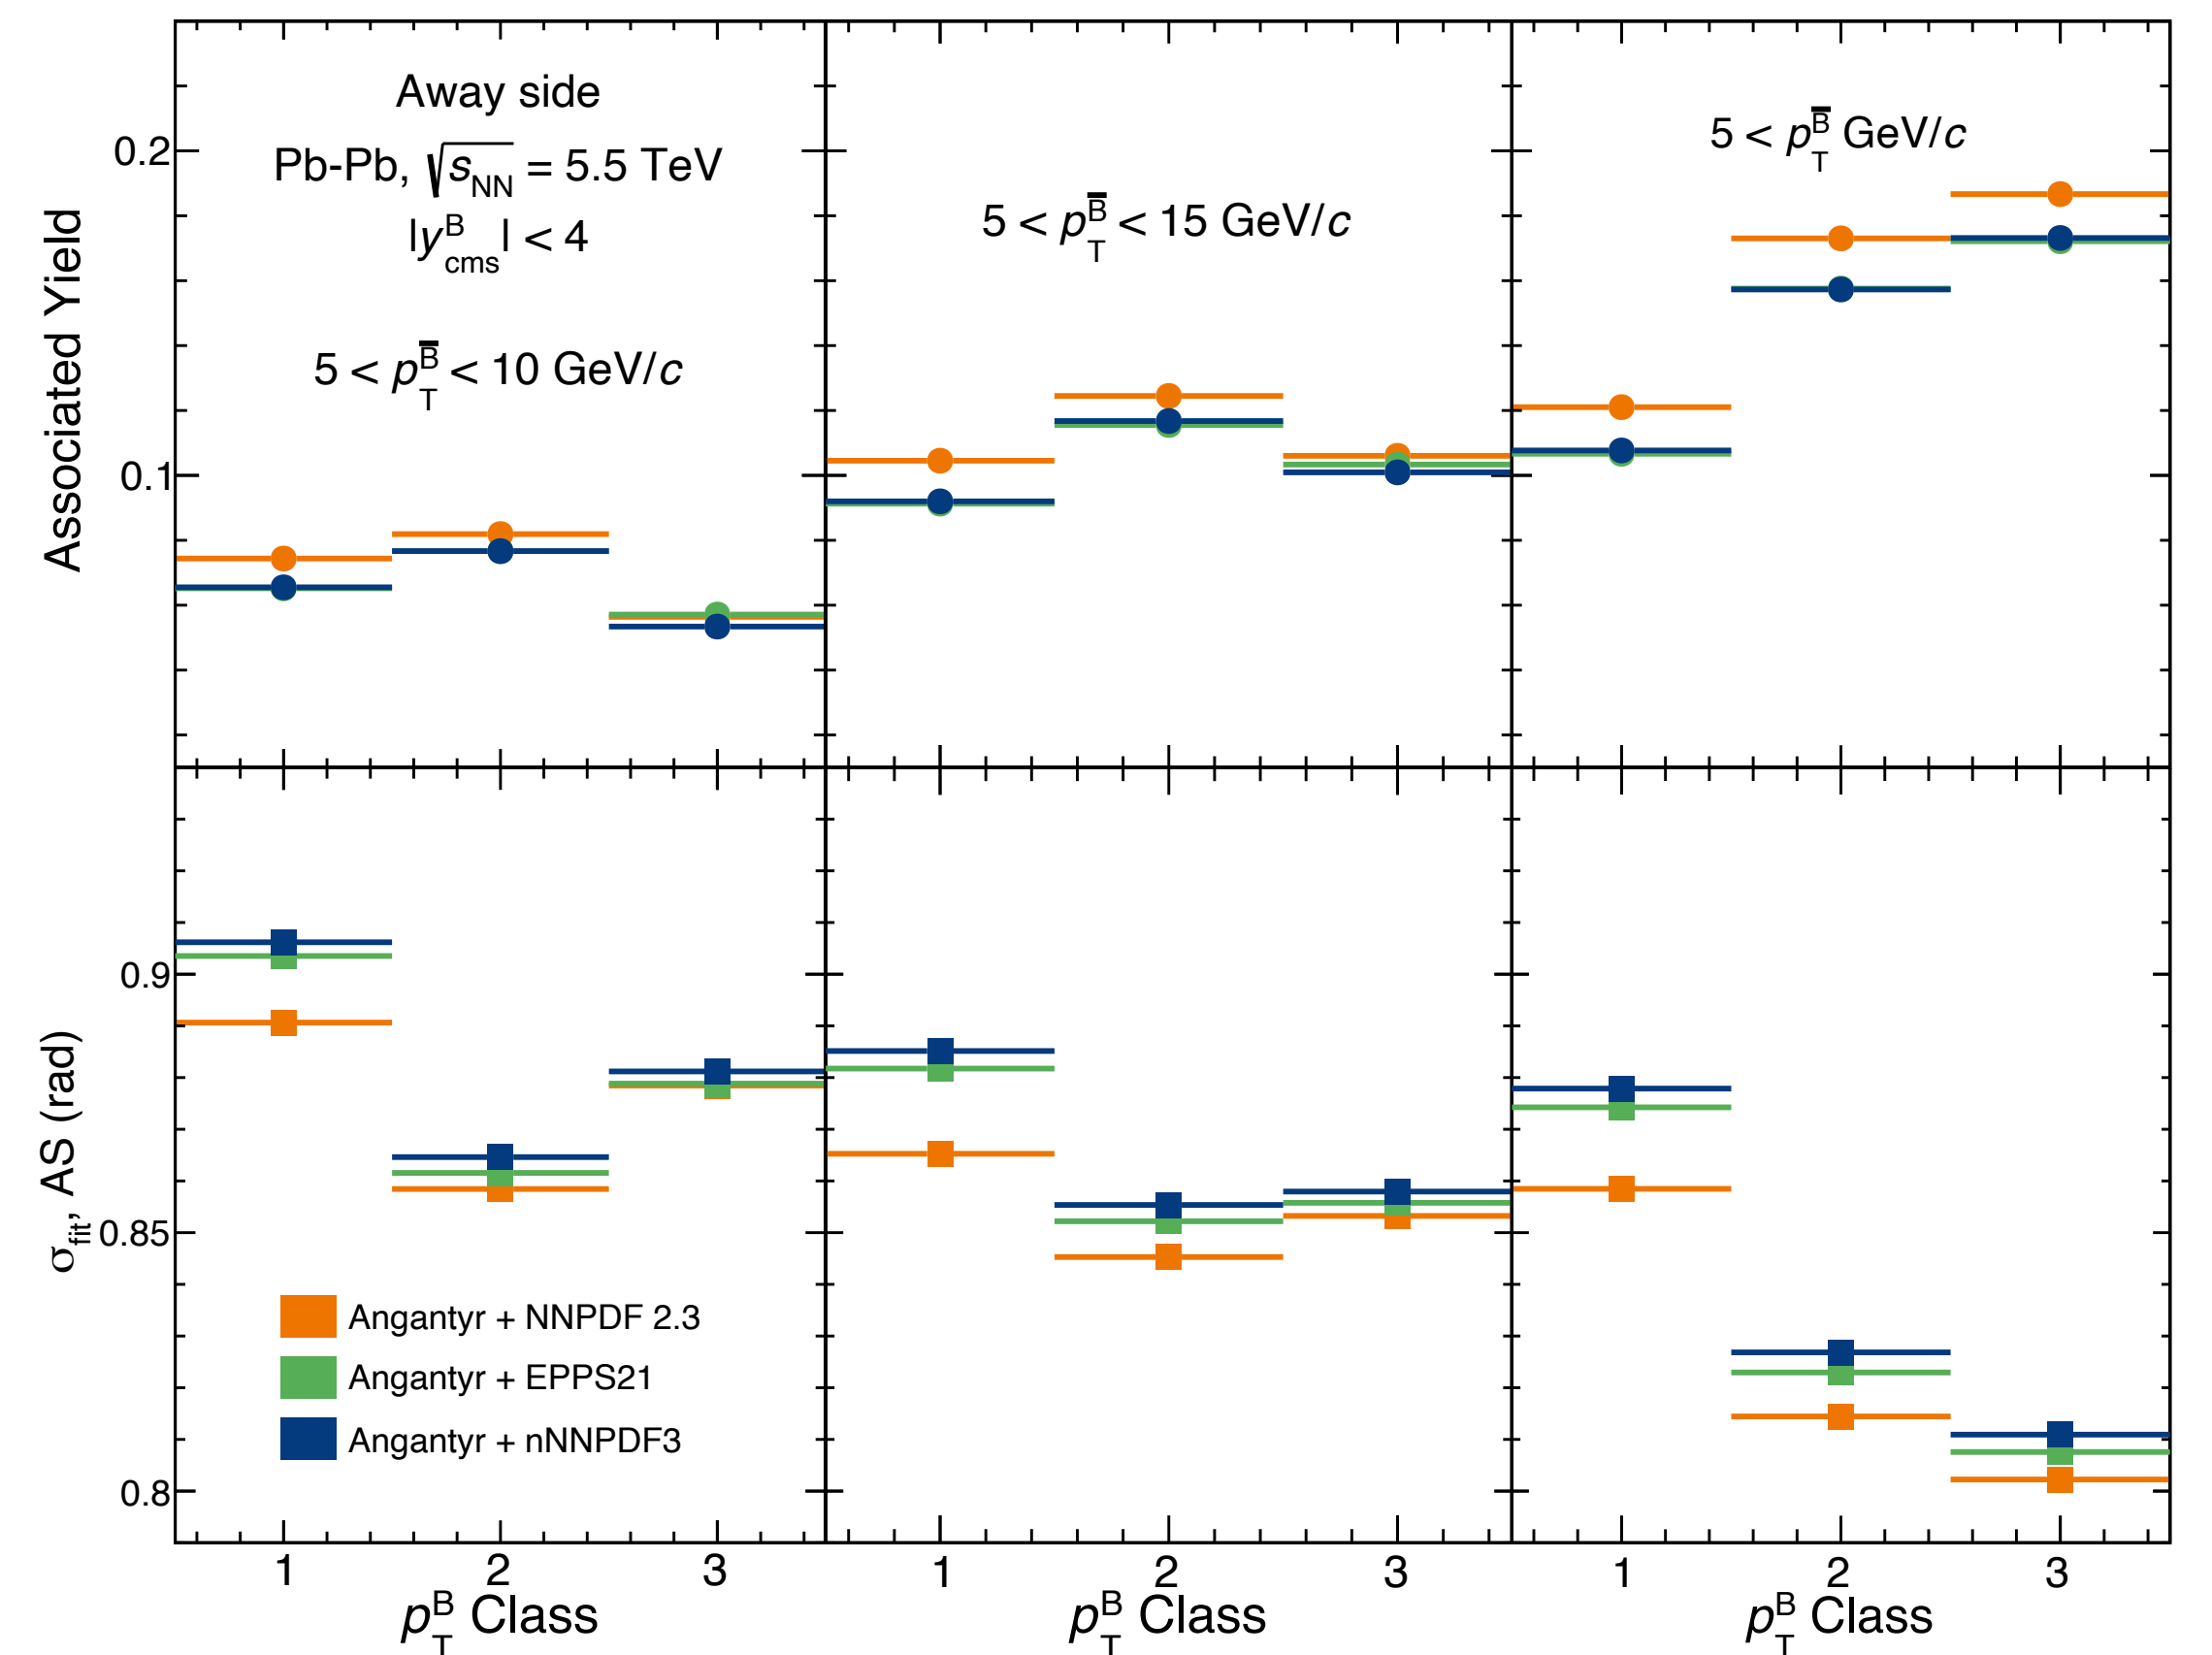 Away side
Pb-Pb, √s_NN = 5.5 TeV
|y^B_cms| < 4
5 < p_T^B̅ < 10 GeV/c
5 < p_T^B̅ < 15 GeV/c
5 < p_T^B̅ GeV/c
Associated Yield
0.2
0.1
σ_fit, AS (rad)
0.9
0.85
0.8
Angantyr + NNPDF 2.3
Angantyr + EPPS21
Angantyr + nNNPDF3
1 2 3
1 2 3
1 2 3
p_T^B Class
p_T^B Class
p_T^B Class